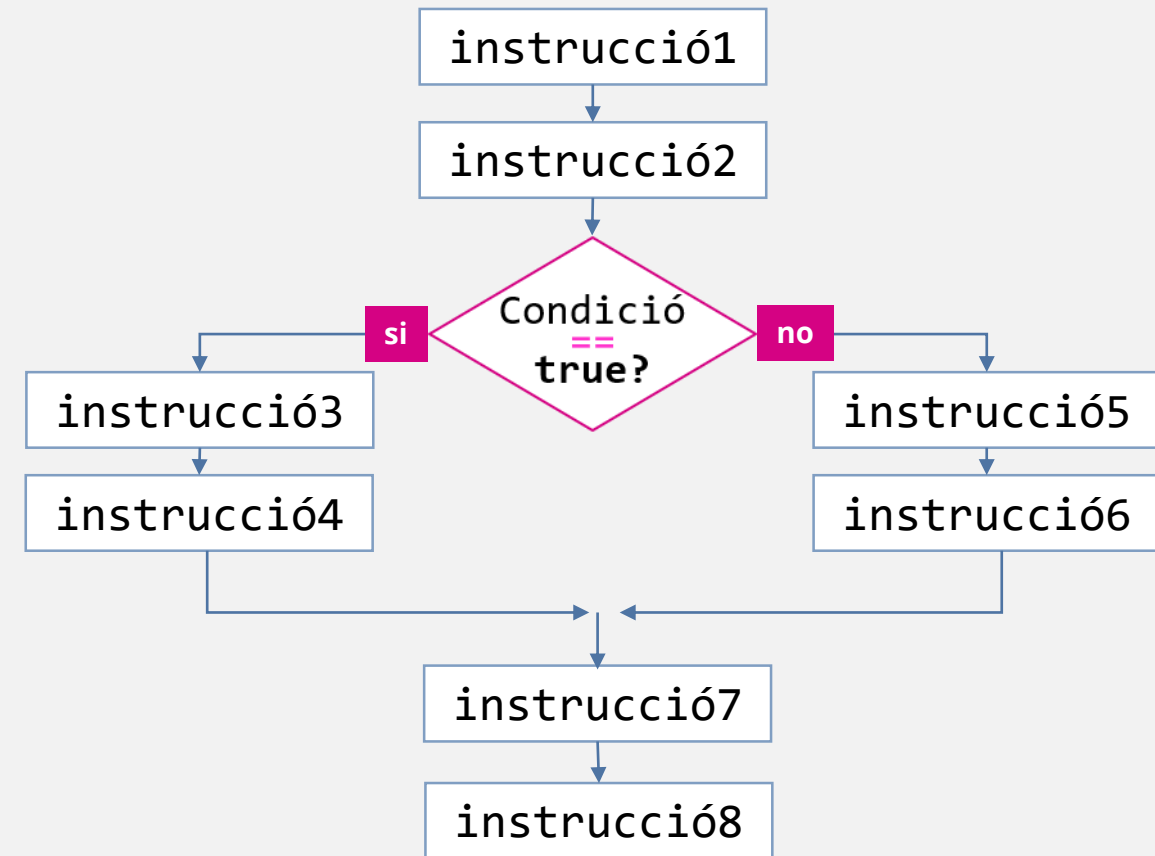 instrucció1
instrucció2
Condició
==
true?
si
no
instrucció3
instrucció5
instrucció4
instrucció6
instrucció7
instrucció8